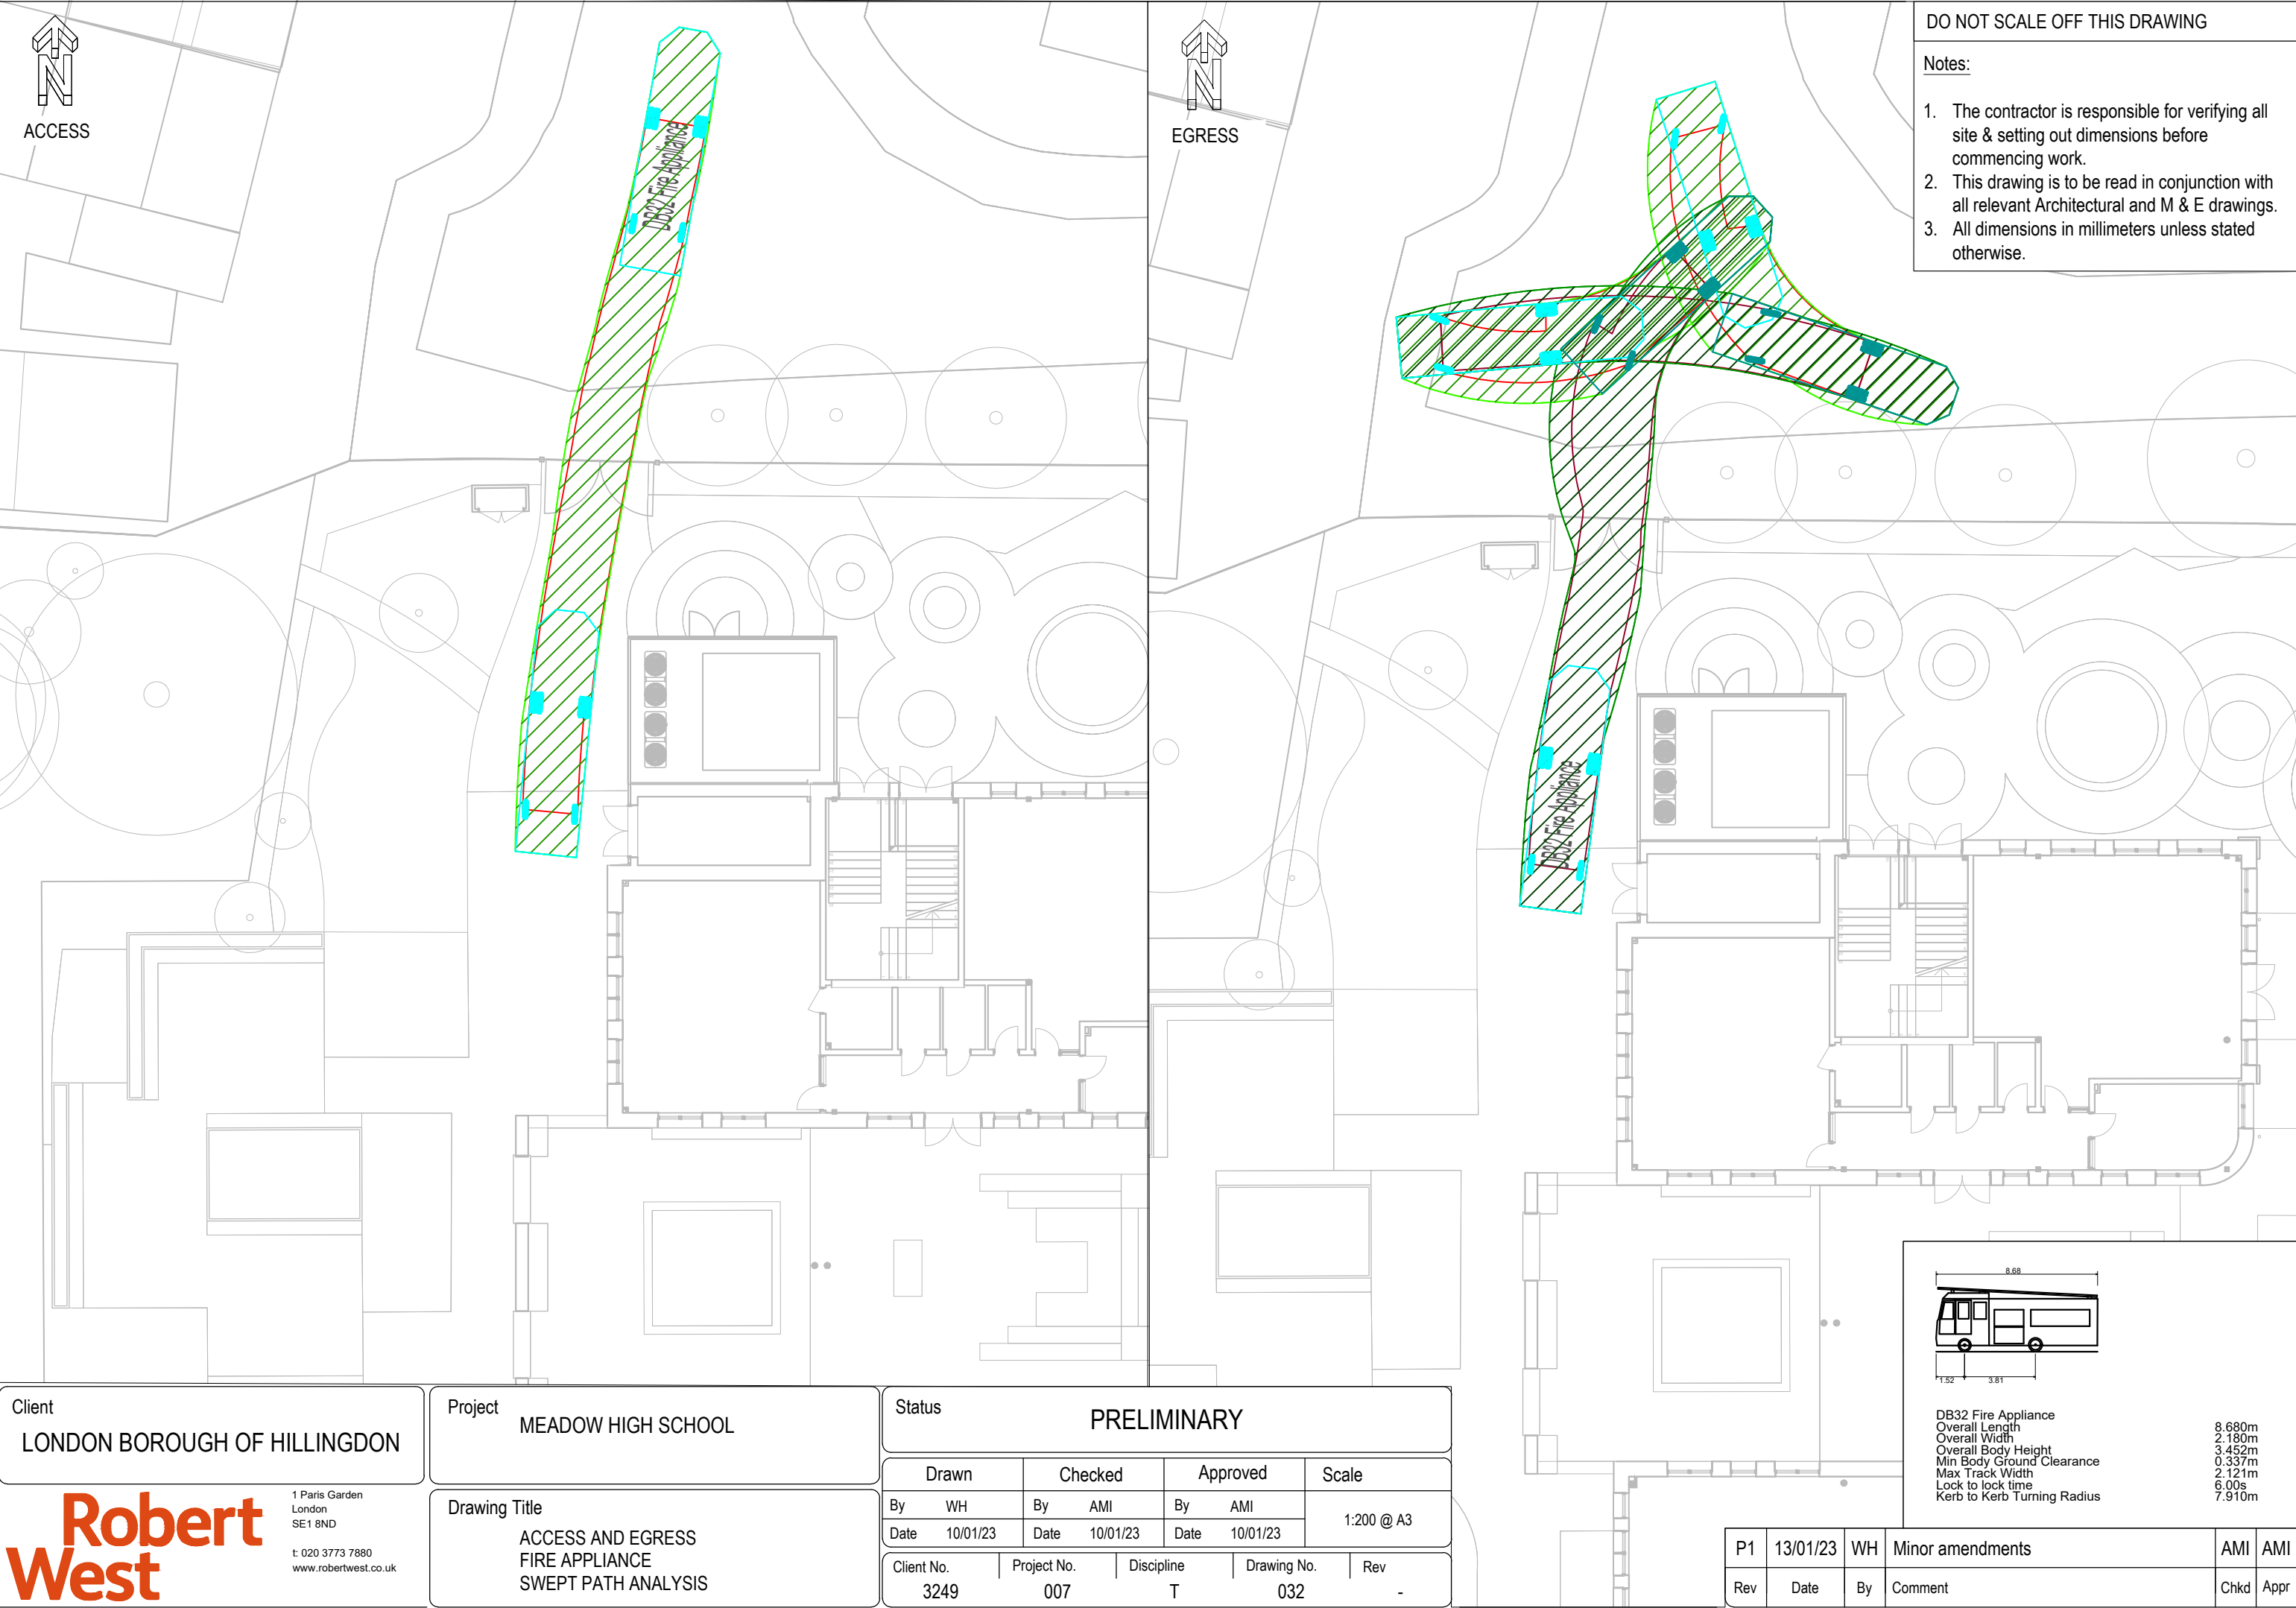 N
ACCESS
DB32 Fire Appliance
N
EGRESS
DB32 Fire Appliance
DO NOT SCALE OFF THIS DRAWING
Notes:
1. The contractor is responsible for verifying all
site & setting out dimensions before
commencing work.
2. This drawing is to be read in conjunction with
all relevant Architectural and M & E drawings.
3. All dimensions in millimeters unless stated
otherwise.
8.68
1.52 3.81
DB32 Fire Appliance
Overall Length 8.680m
Overall Width 2.180m
Overall Body Height 3.452m
Min Body Ground Clearance 0.337m
Max Track Width 2.121m
Lock to lock time 6.00s
Kerb to Kerb Turning Radius 7.910m
Client
LONDON BOROUGH OF HILLINGDON
Robert
West
1 Paris Garden
London
SE1 8ND
t: 020 3773 7880
www.robertwest.co.uk
Project
MEADOW HIGH SCHOOL
Drawing Title
ACCESS AND EGRESS
FIRE APPLIANCE
SWEPT PATH ANALYSIS
Status
PRELIMINARY
Drawn Checked Approved Scale
By WH By AMI By AMI
1:200 @ A3
Date 10/01/23 Date 10/01/23 Date 10/01/23
Client No. Project No. Discipline Drawing No. Rev
3249 007 T 032 -
P1 13/01/23 WH Minor amendments AMI AMI
Rev Date By Comment Chkd Appr